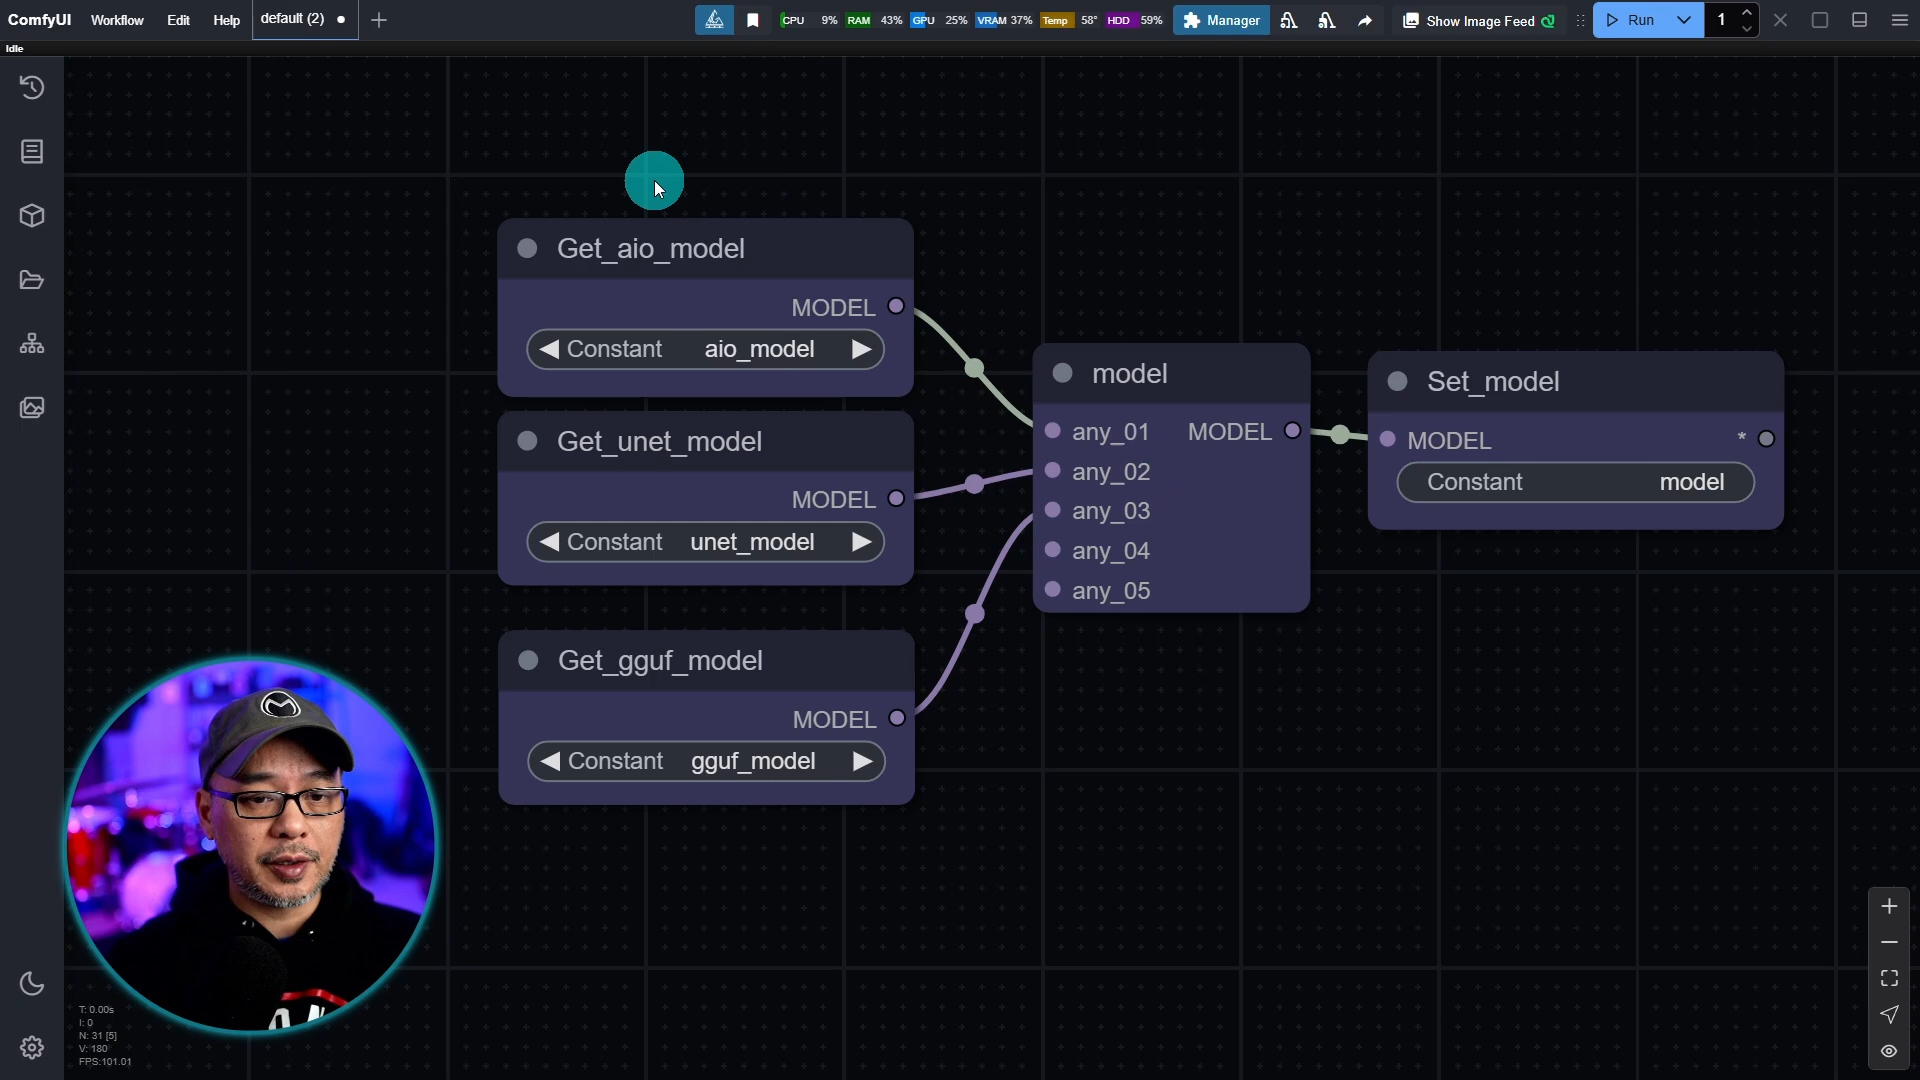 ComfyUI Workflow Edit Help default (2)
CPU 9% RAM 43% GPU 25% VRAM 37% Temp 58° HDD 59% Manager Show Image Feed Run 1
Idle
Get_aio_model
MODEL
Constant aio_model
Get_unet_model
MODEL
Constant unet_model
Get_gguf_model
MODEL
Constant gguf_model
model
any_01 MODEL
any_02
any_03
any_04
any_05
Set_model
MODEL *
Constant model
T: 0.00s
I: 0
N: 31 [5]
V: 180
FPS:101.01